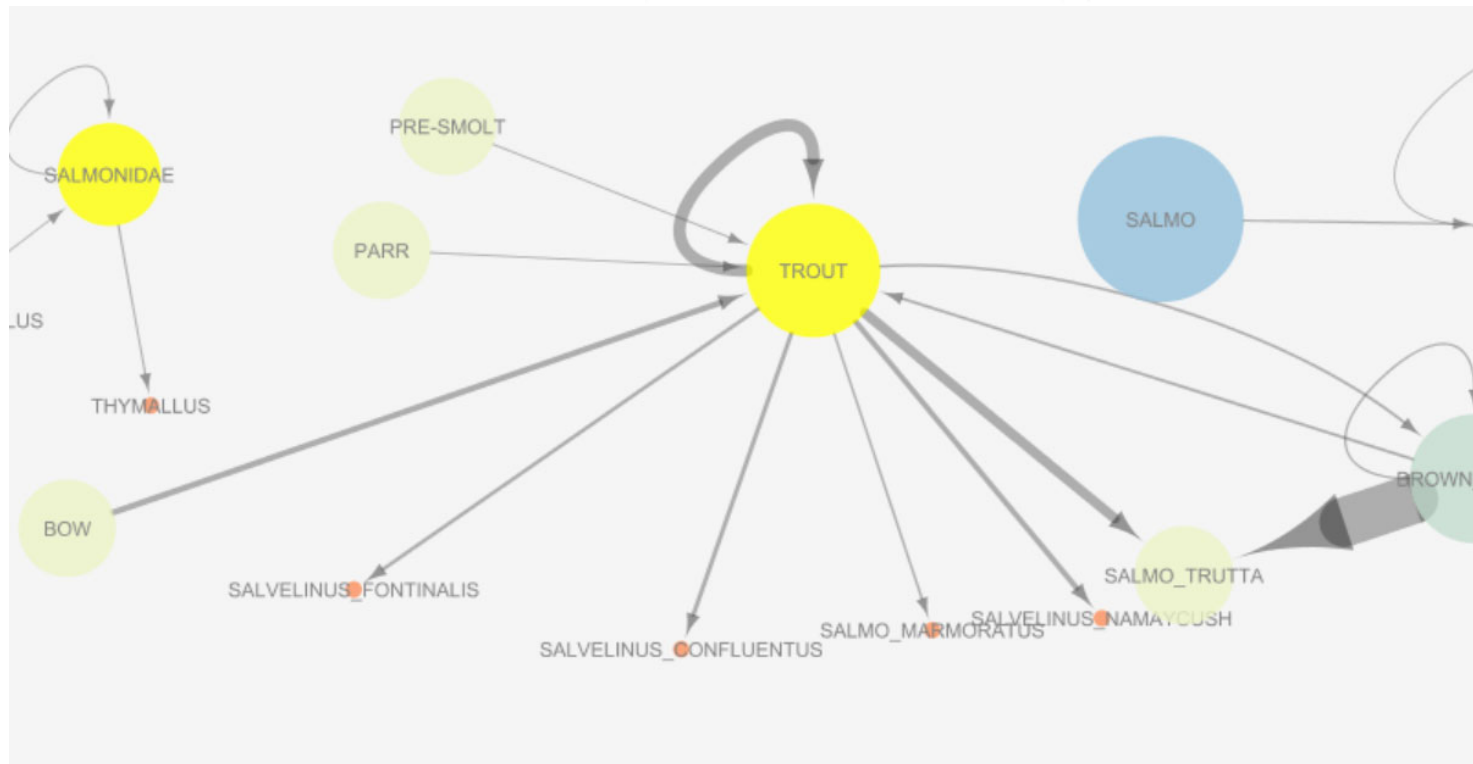 PRE-SMOLT
SALMONIDAE
SALMO
PARR
TROUT
LUS
THYMALLUS
BROWN
BOW
SALMO_TRUTTA
SALVELINUS_FONTINALIS
SALVELINUS_NAMAYCUSH
SALMO_MARMORATUS
SALVELINUS_CONFLUENTUS